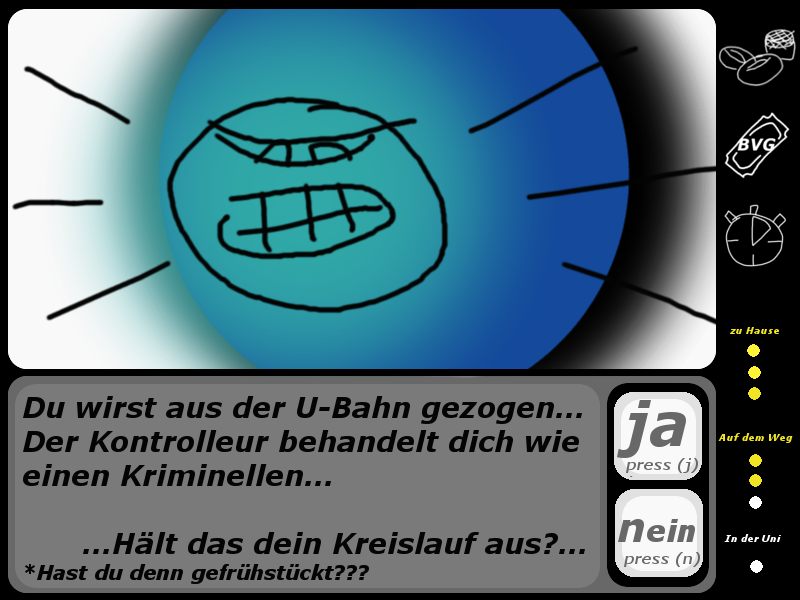 Du wirst aus der U-Bahn gezogen...
Der Kontrolleur behandelt dich wie
einen Kriminellen...
...Hält das dein Kreislauf aus?...
*Hast du denn gefrühstückt???
ja
press (j)
nein
press (n)
BVG
zu Hause
Auf dem Weg
In der Uni